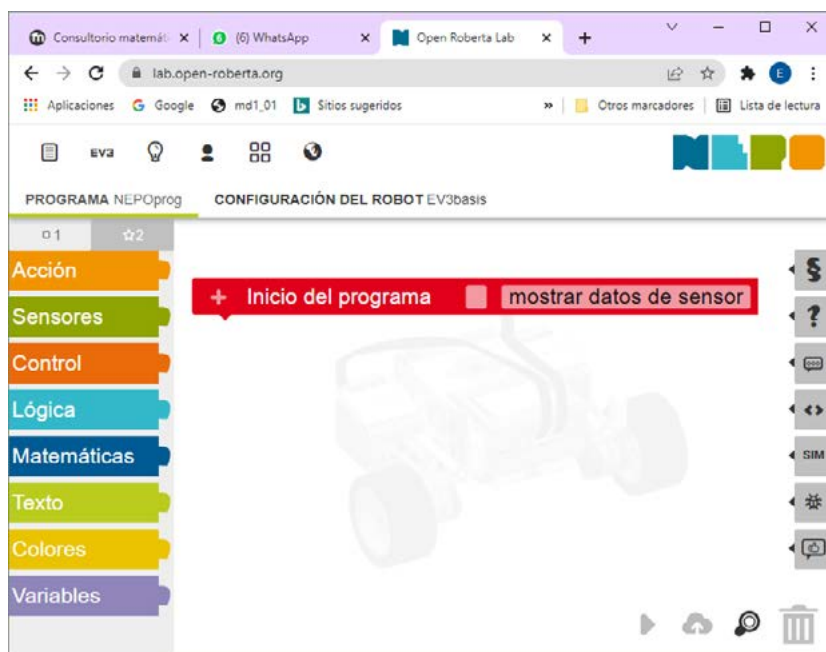 Consultorio matemáti
(6) WhatsApp
Open Roberta Lab
lab.open-roberta.org
E
Aplicaciones
Google
md1_01
Sitios sugeridos
»
Otros marcadores
Lista de lectura
EV3
NEPO
PROGRAMA NEPOprog
CONFIGURACIÓN DEL ROBOT EV3basis
1
2
Acción
Inicio del programa
mostrar datos de sensor
Sensores
Control
Lógica
Matemáticas
SIM
Texto
Colores
Variables